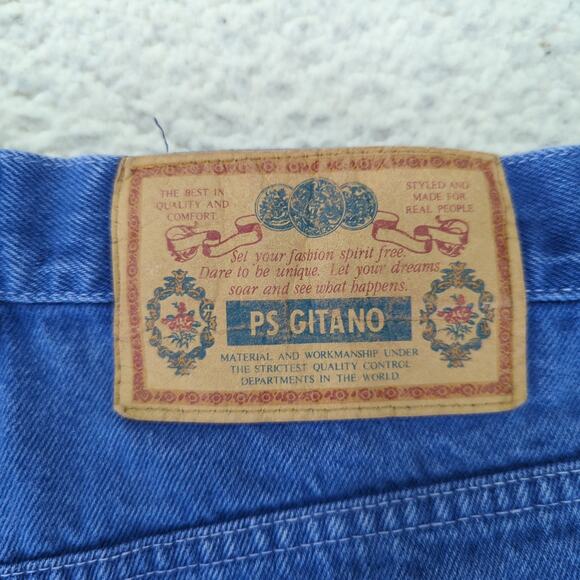 THE BEST IN
QUALITY AND
COMFORT
STYLED AND
MADE FOR
REAL PEOPLE
Set your fashion spirit free.
Dare to be unique. Let your dreams
soar and see what happens.
PS GITANO
MATERIAL AND WORKMANSHIP UNDER
THE STRICTEST QUALITY CONTROL
DEPARTMENTS IN THE WORLD